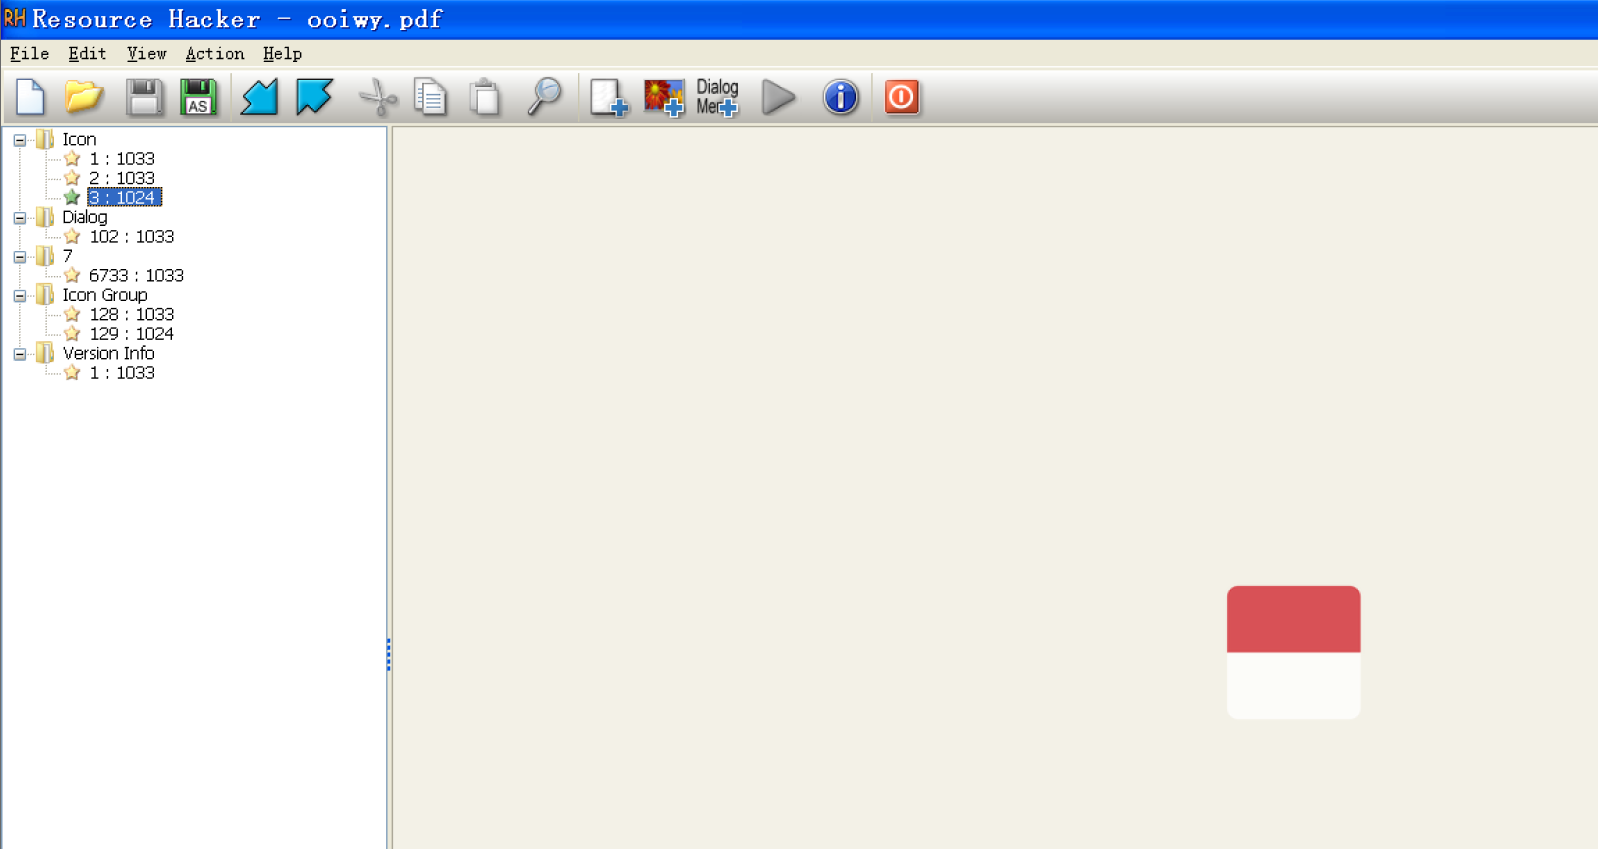 RH Resource Hacker - ooiwy.pdf
File Edit View Action Help
AS
Dialog
Men
Icon
1 : 1033
2 : 1033
3 : 1024
Dialog
102 : 1033
7
6733 : 1033
Icon Group
128 : 1033
129 : 1024
Version Info
1 : 1033